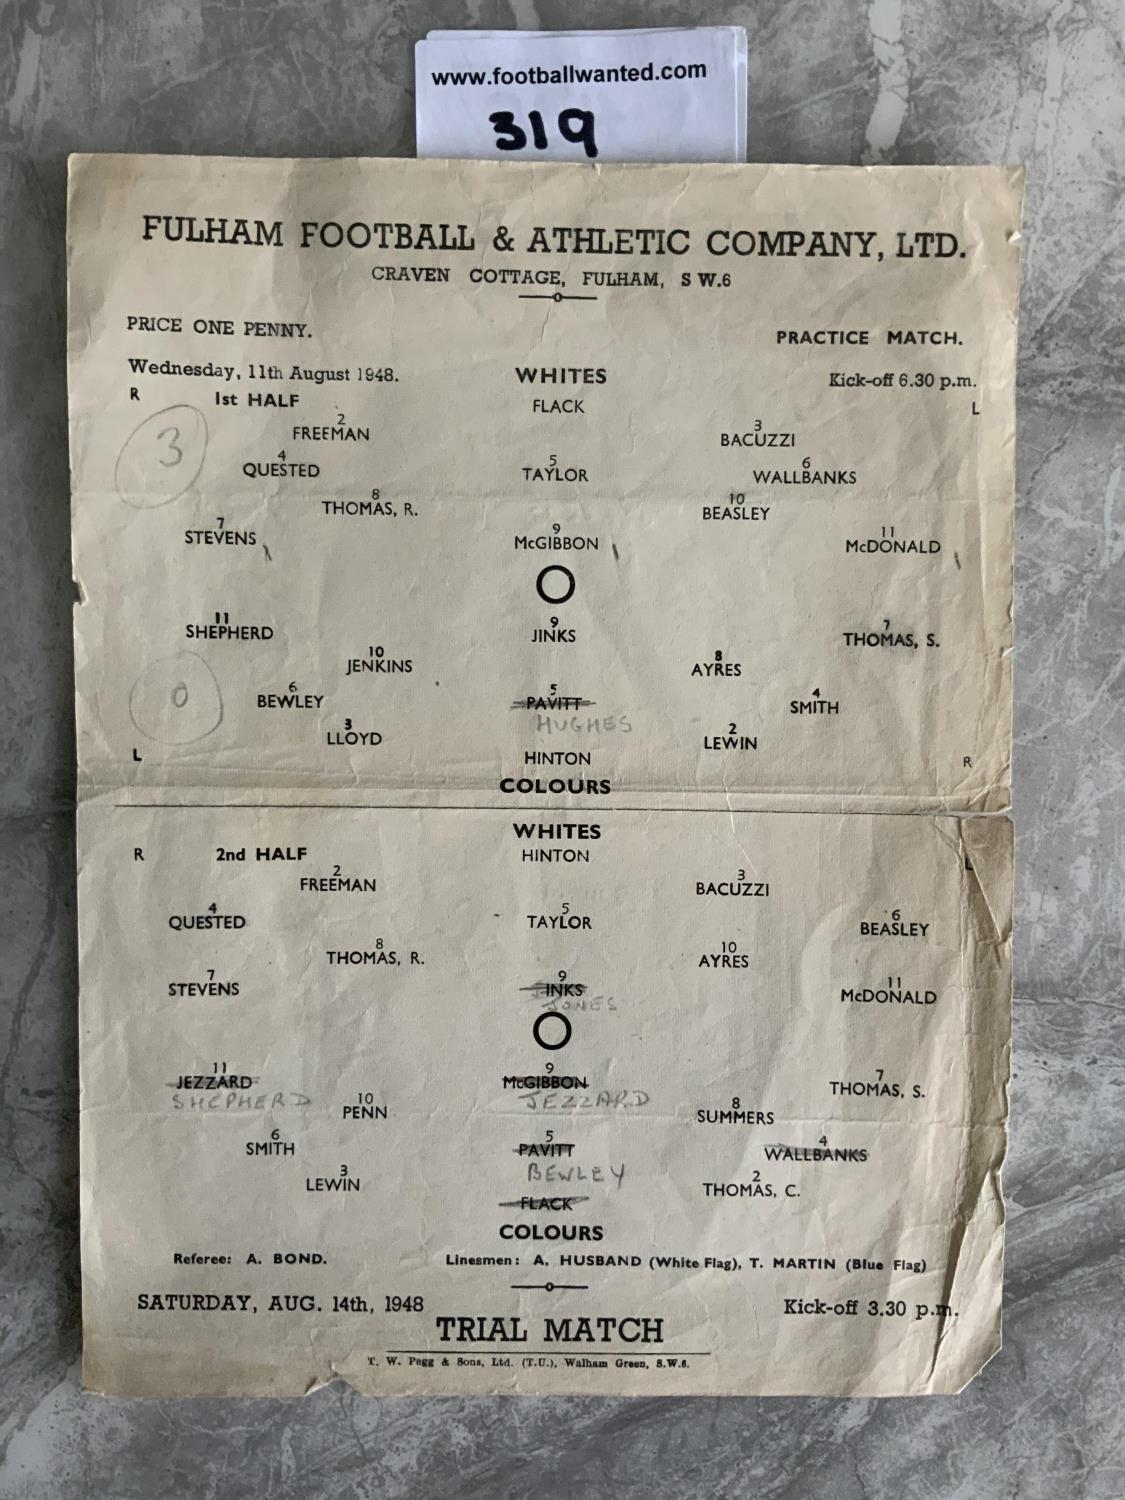 www.footballwanted.com
319
FULHAM FOOTBALL & ATHLETIC COMPANY, LTD.
CRAVEN COTTAGE, FULHAM, S W.6
PRICE ONE PENNY.
PRACTICE MATCH.
Wednesday, 11th August 1948.
WHITES
Kick-off 6.30 p.m.
R 1st HALF FLACK L
3
2 3
FREEMAN BACUZZI
4 5 6
QUESTED TAYLOR WALLBANKS
8 10
THOMAS, R. BEASLEY
7 9 11
STEVENS McGIBBON McDONALD
11 9 7
SHEPHERD JINKS THOMAS, S.
10 8
JENKINS AYRES
0
6 5 4
BEWLEY PAVITT SMITH
HUGHES
3 2
LLOYD LEWIN
L HINTON R
COLOURS
WHITES
R 2nd HALF HINTON L
2 3
FREEMAN BACUZZI
4 5 6
QUESTED TAYLOR BEASLEY
8 10
THOMAS, R. AYRES
7 9 11
STEVENS JINKS McDONALD
JONES
11 9 7
JEZZARD McGIBBON THOMAS, S.
SHEPHERD JEZZARD
10 8
PENN SUMMERS
6 5 4
SMITH PAVITT WALLBANKS
BEWLEY
3 2
LEWIN THOMAS, C.
FLACK
COLOURS
Referee: A. BOND. Linesmen: A. HUSBAND (White Flag), T. MARTIN (Blue Flag)
SATURDAY, AUG. 14th, 1948 Kick-off 3.30 p.m.
TRIAL MATCH
T. W. Pegg & Sons, Ltd. (T.U.), Walham Green, S.W.6.